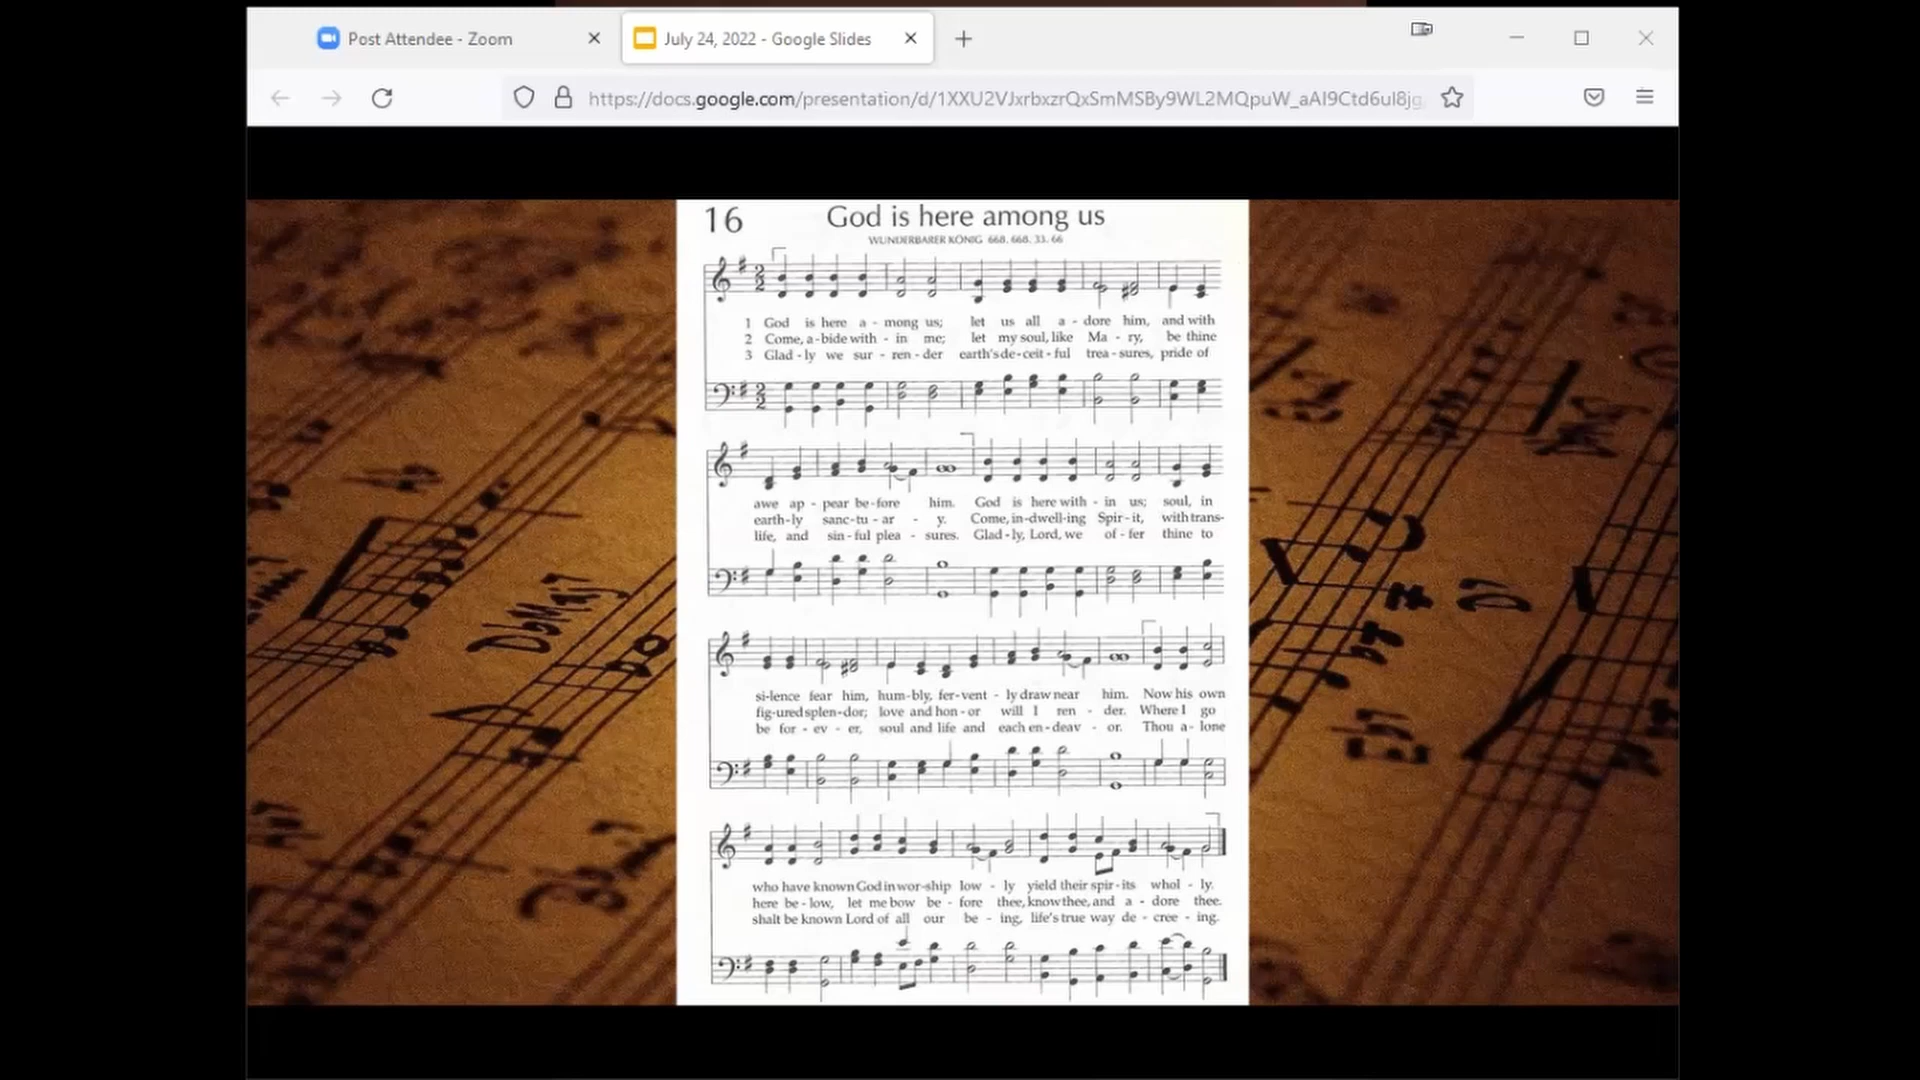 Post Attendee - Zoom
July 24, 2022 - Google Slides
https://docs.google.com/presentation/d/1XXU2VJxrbxzrQxSmMSBy9WL2MQpuW_aAI9Ctd6ul8jg
16 God is here among us
WUNDERBARER KÖNIG 668. 668. 33. 66
1 God is here a - mong us; let us all a - dore him, and with
2 Come, a - bide with - in me; let my soul, like Ma - ry, be thine
3 Glad - ly we sur - ren - der earth's de - ceit - ful trea - sures, pride of
awe ap - pear be - fore him. God is here with - in us; soul, in
earth - ly sanc - tu - ar - y. Come, in - dwell - ing Spir - it, with trans-
life, and sin - ful plea - sures. Glad - ly, Lord, we of - fer thine to
si - lence fear him, hum - bly, fer - vent - ly draw near him. Now his own
fig - ured splen - dor; love and hon - or will I ren - der. Where I go
be for - ev - er, soul and life and each en - deav - or. Thou a - lone
who have known God in wor - ship low - ly yield their spir - its whol - ly.
here be - low, let me bow be - fore thee, know thee, and a - dore thee.
shalt be known Lord of all our be - ing, life's true way de - cree - ing.
DbMaj7
Eb7